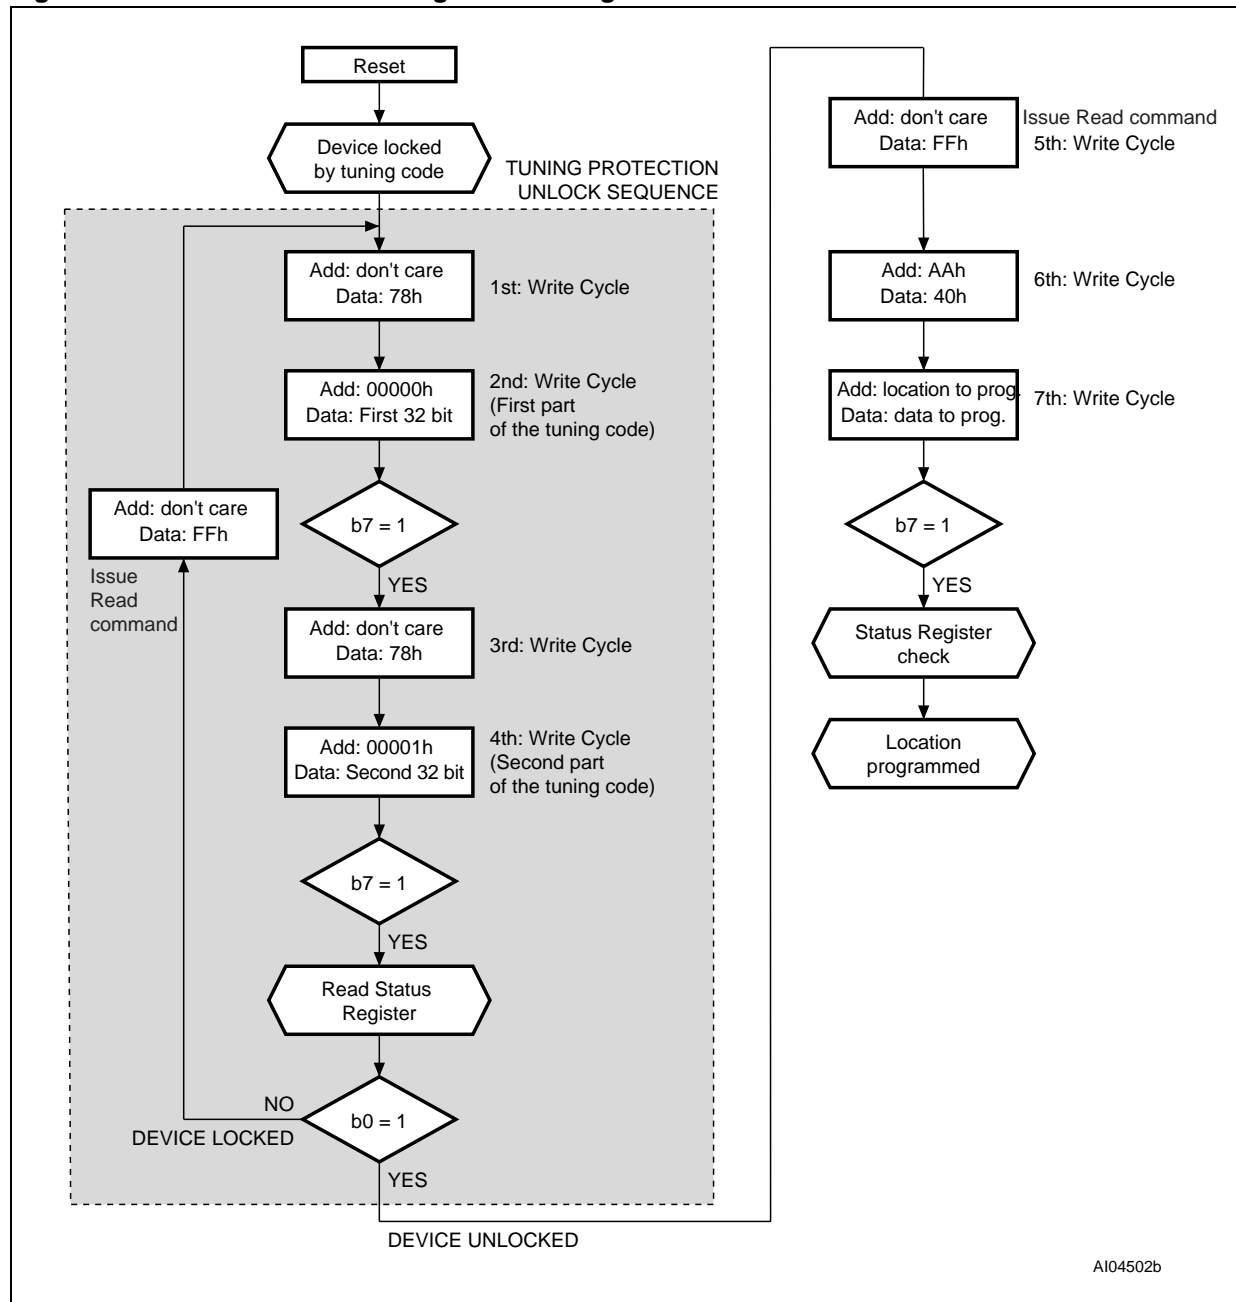 Reset
Device locked
by tuning code
TUNING PROTECTION
UNLOCK SEQUENCE
Add: don't care
Data: 78h
1st: Write Cycle
Add: 00000h
Data: First 32 bit
2nd: Write Cycle
(First part
of the tuning code)
b7 = 1
YES
Add: don't care
Data: FFh
Issue
Read
command
Add: don't care
Data: 78h
3rd: Write Cycle
Add: 00001h
Data: Second 32 bit
4th: Write Cycle
(Second part
of the tuning code)
b7 = 1
YES
Read Status
Register
b0 = 1
NO
DEVICE LOCKED
YES
DEVICE UNLOCKED
Add: don't care
Data: FFh
Issue Read command
5th: Write Cycle
Add: AAh
Data: 40h
6th: Write Cycle
Add: location to prog.
Data: data to prog.
7th: Write Cycle
b7 = 1
YES
Status Register
check
Location
programmed
AI04502b